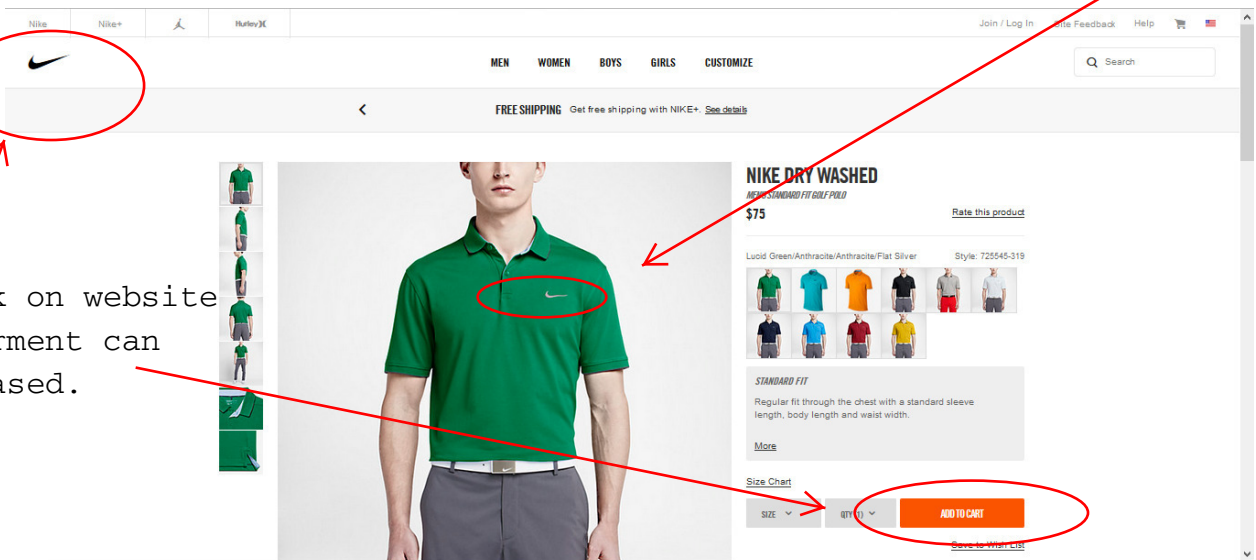 Nike Nike+ Hurley Join / Log In Site Feedback Help
MEN WOMEN BOYS GIRLS CUSTOMIZE Search
FREE SHIPPING Get free shipping with NIKE+. See details
NIKE DRY WASHED
MEN'S STANDARD FIT GOLF POLO
$75 Rate this product
Lucid Green/Anthracite/Anthracite/Flat Silver Style: 725545-319
on website
can
STANDARD FIT
Regular fit through the chest with a standard sleeve
length, body length and waist width.
More
Size Chart
SIZE QTY (1) ADD TO CART
Save to Wish List